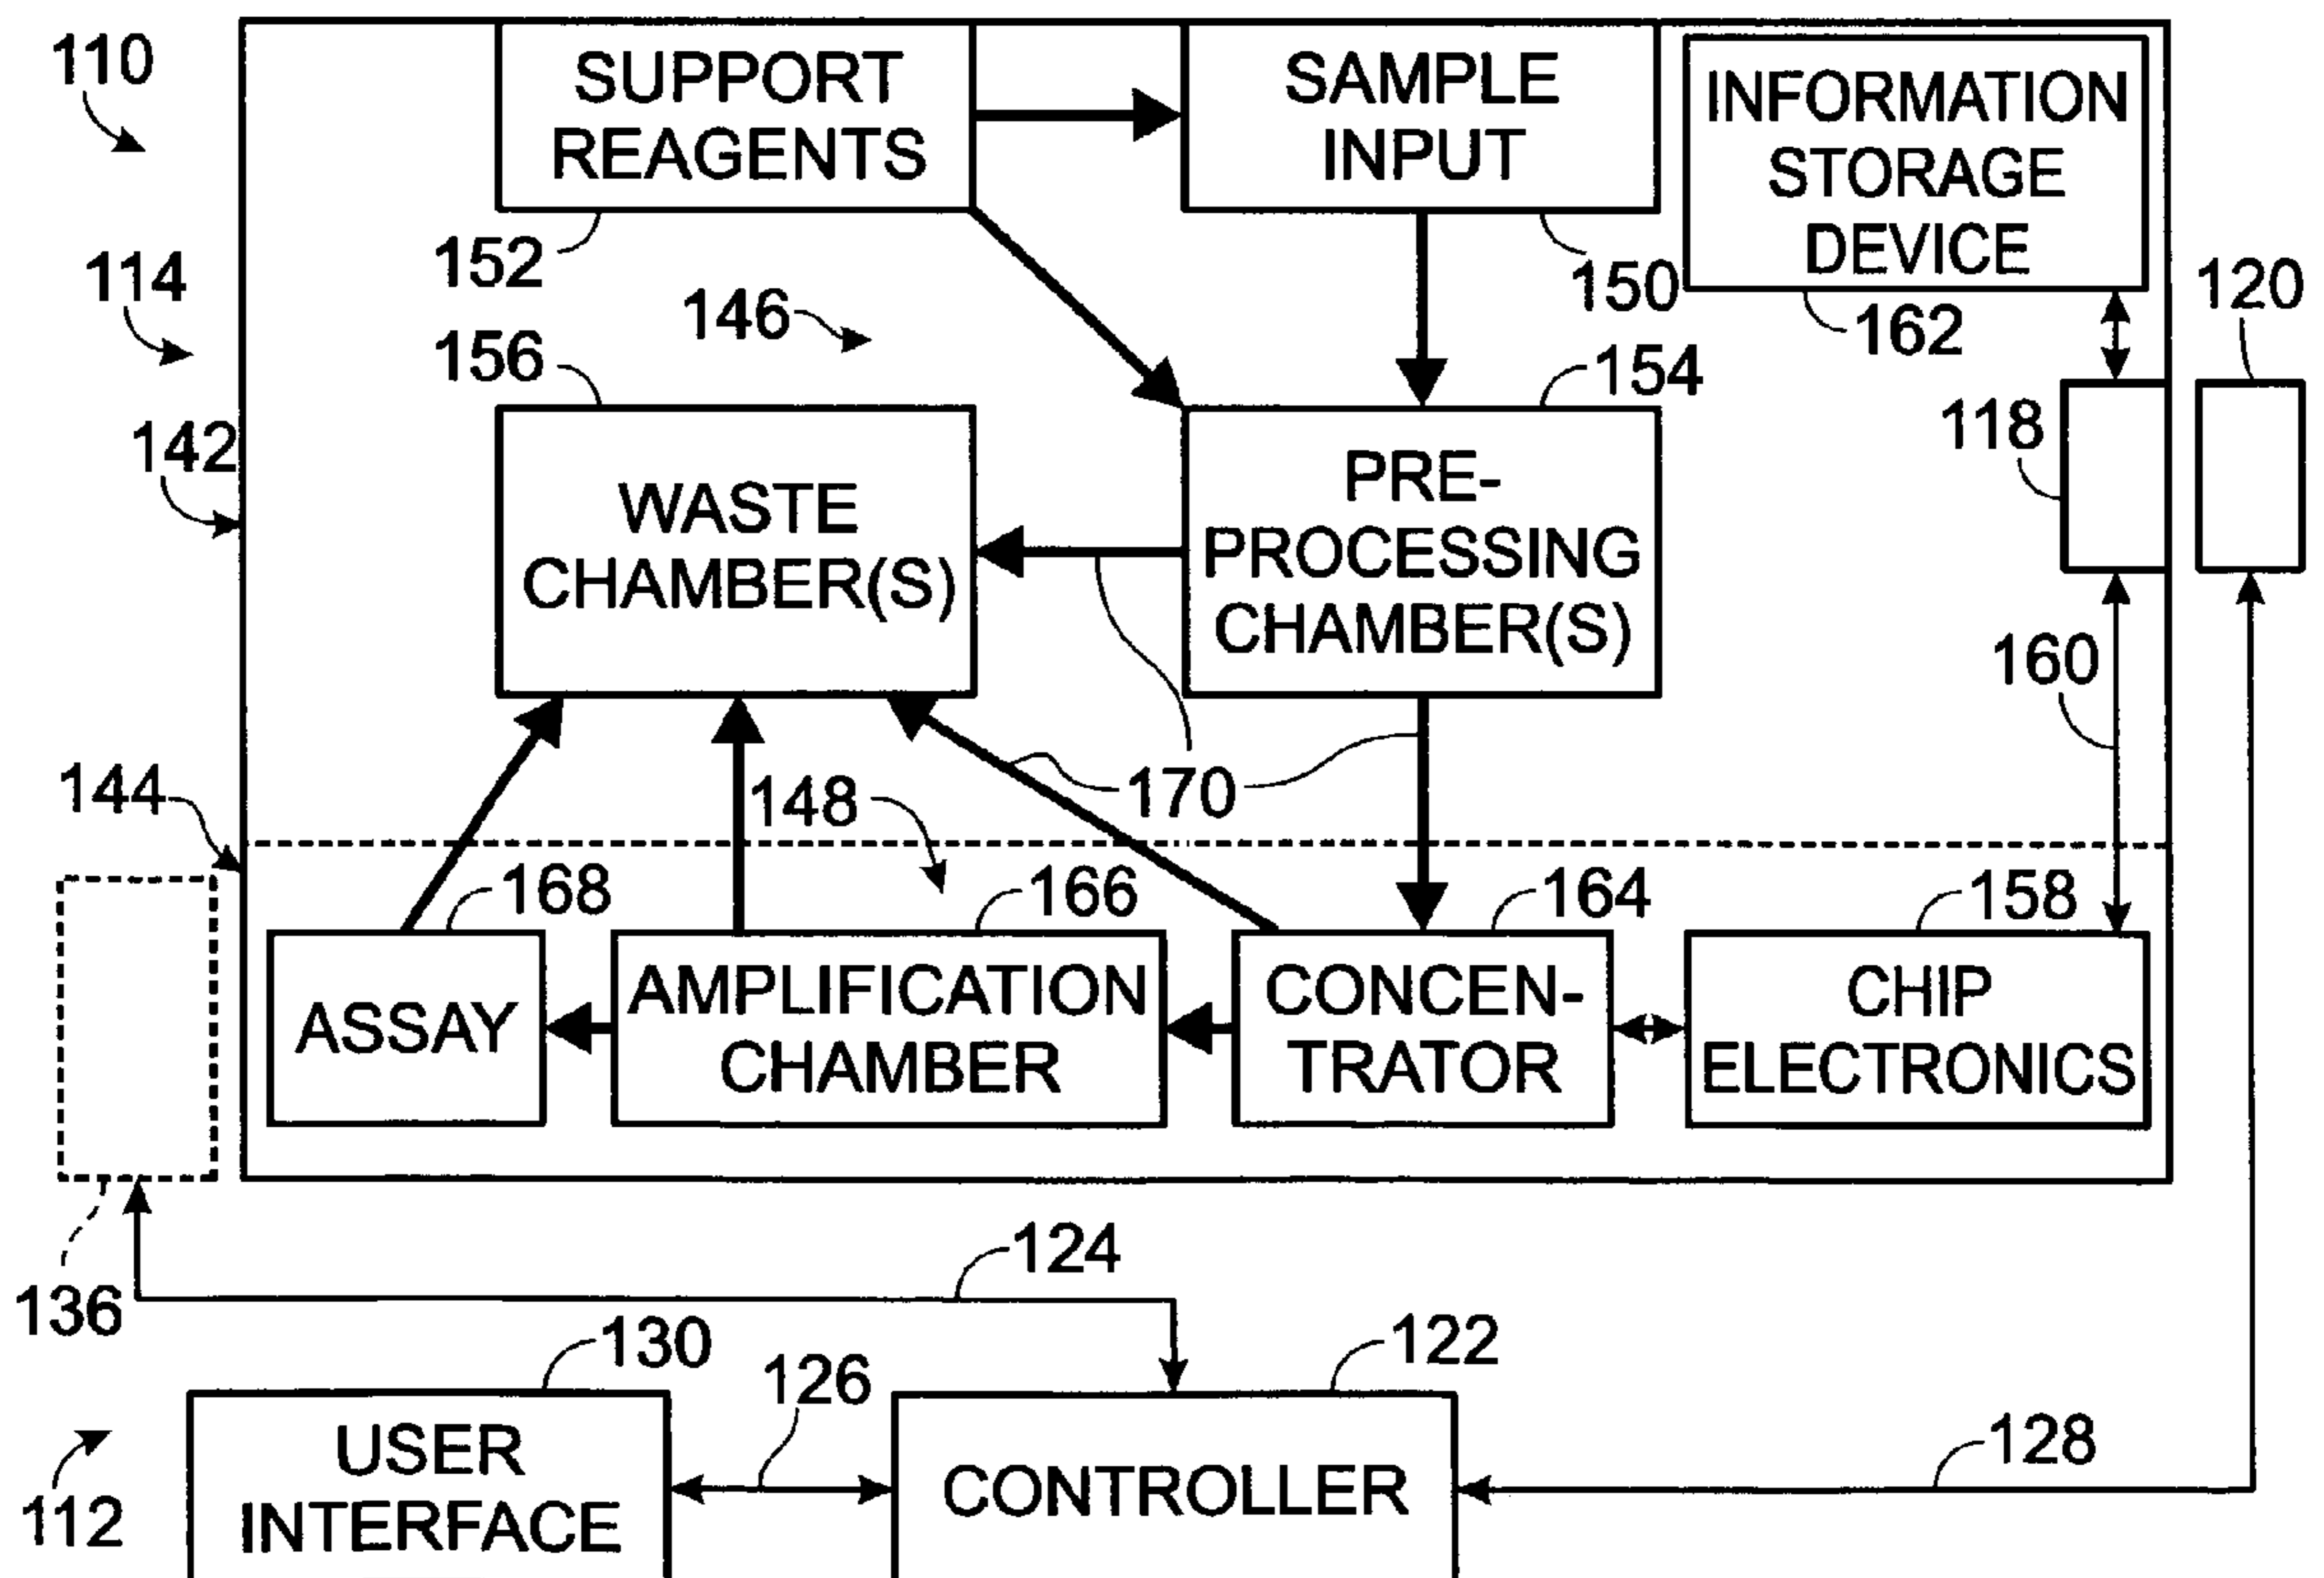 110
SUPPORT
REAGENTS
SAMPLE
INPUT
INFORMATION
STORAGE
DEVICE
152
150
114
146
162
120
156
154
118
142
WASTE
CHAMBER(S)
PRE-
PROCESSING
CHAMBER(S)
160
170
144
148
168
166
164
158
ASSAY
AMPLIFICATION
CHAMBER
CONCEN-
TRATOR
CHIP
ELECTRONICS
124
136
130
126
122
128
112
USER
INTERFACE
CONTROLLER